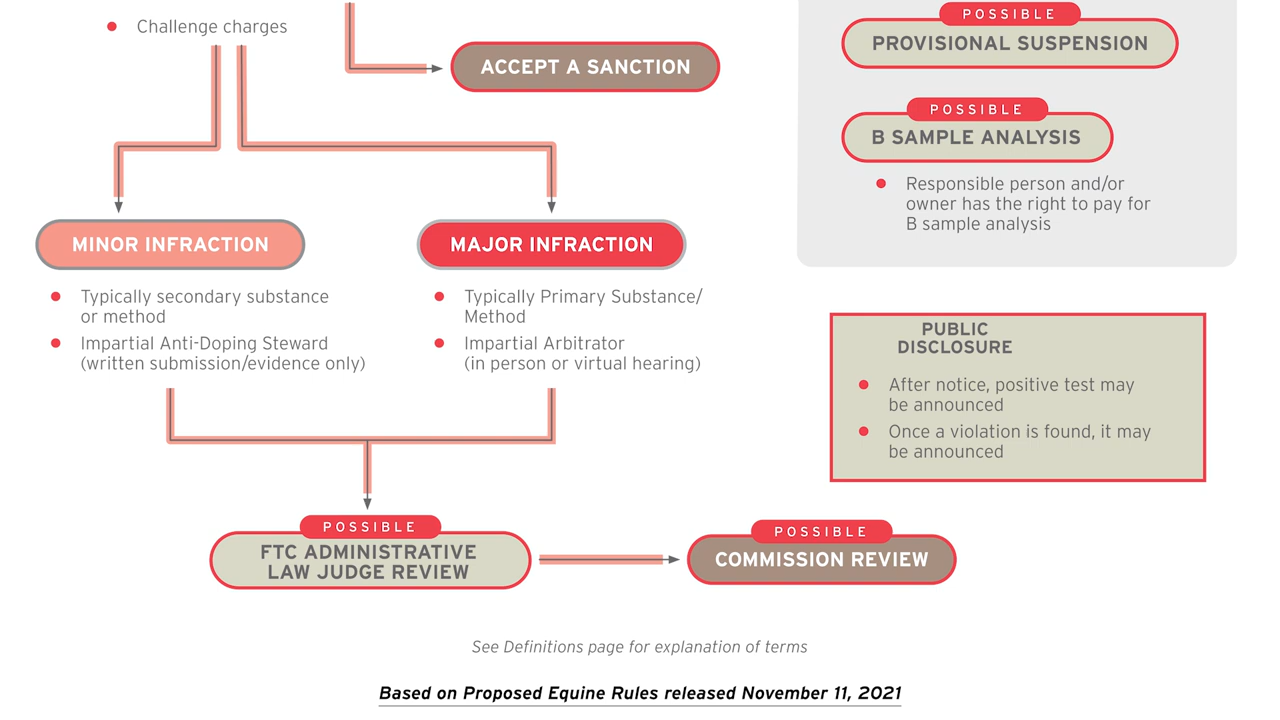 Challenge charges
ACCEPT A SANCTION
MINOR INFRACTION
Typically secondary substance
or method
Impartial Anti-Doping Steward
(written submission/evidence only)
MAJOR INFRACTION
Typically Primary Substance/
Method
Impartial Arbitrator
(in person or virtual hearing)
POSSIBLE
FTC ADMINISTRATIVE
LAW JUDGE REVIEW
POSSIBLE
COMMISSION REVIEW
POSSIBLE
PROVISIONAL SUSPENSION
POSSIBLE
B SAMPLE ANALYSIS
Responsible person and/or
owner has the right to pay for
B sample analysis
PUBLIC
DISCLOSURE
After notice, positive test may
be announced
Once a violation is found, it may
be announced
See Definitions page for explanation of terms
Based on Proposed Equine Rules released November 11, 2021